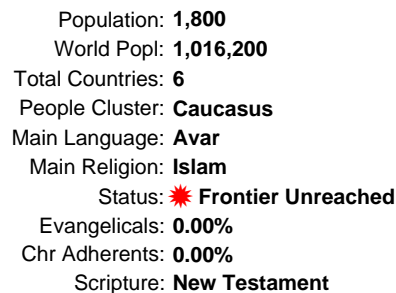 Population: 1,800
World Popl: 1,016,200
Total Countries: 6
People Cluster: Caucasus
Main Language: Avar
Main Religion: Islam
Status: Frontier Unreached
Evangelicals: 0.00%
Chr Adherents: 0.00%
Scripture: New Testament